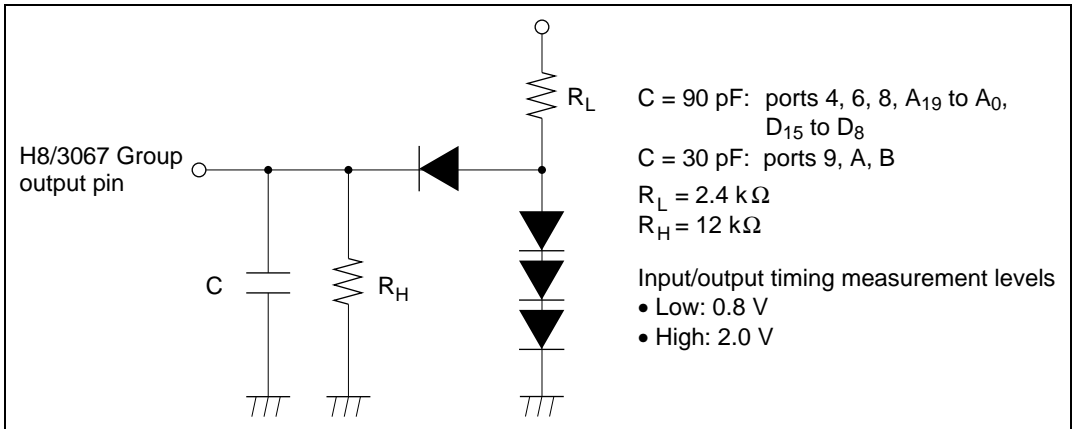 H8/3067 Group
output pin
C
R_H
R_L
C = 90 pF: ports 4, 6, 8, A₁₉ to A₀,
D₁₅ to D₈
C = 30 pF: ports 9, A, B
R_L = 2.4 kΩ
R_H = 12 kΩ
Input/output timing measurement levels
• Low: 0.8 V
• High: 2.0 V